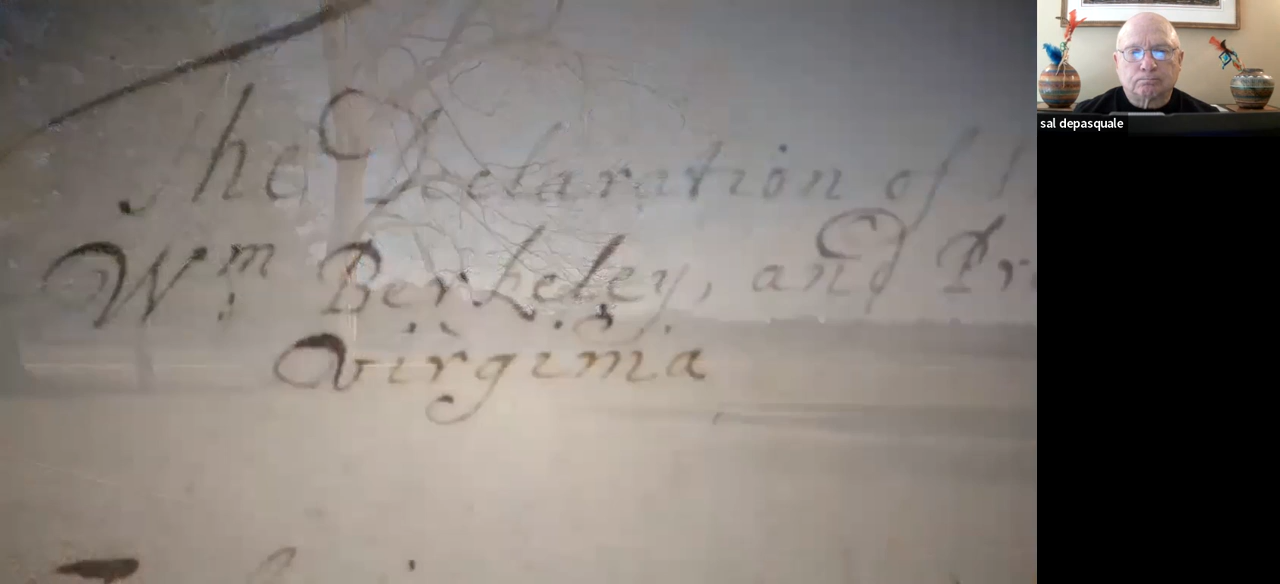 The Declaration of
Wm Berkeley, and
Virginia
sal depasquale